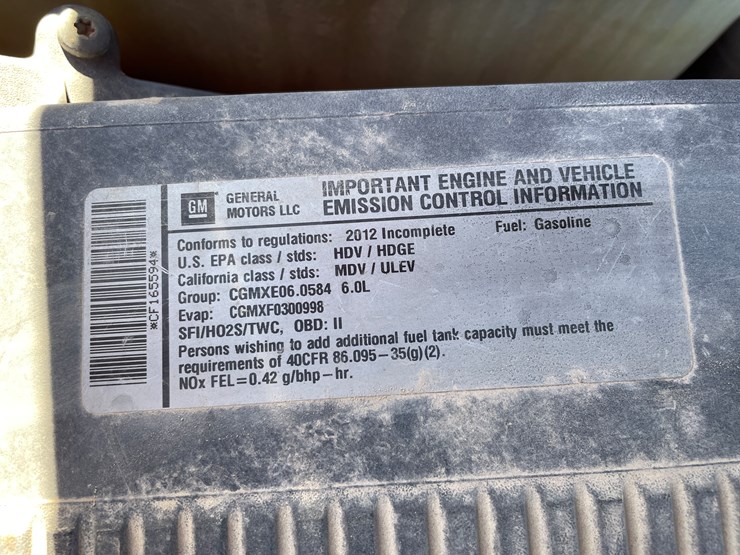 *CF165594*
GM
GENERAL
MOTORS LLC
IMPORTANT ENGINE AND VEHICLE
EMISSION CONTROL INFORMATION
Conforms to regulations: 2012 Incomplete Fuel: Gasoline
U.S. EPA class / stds: HDV / HDGE
California class / stds: MDV / ULEV
Group: CGMXE06.0584 6.0L
Evap: CGMXF0300998
SFI/HO2S/TWC, OBD: II
Persons wishing to add additional fuel tank capacity must meet the
requirements of 40CFR 86.095-35(g)(2).
NOx FEL=0.42 g/bhp-hr.